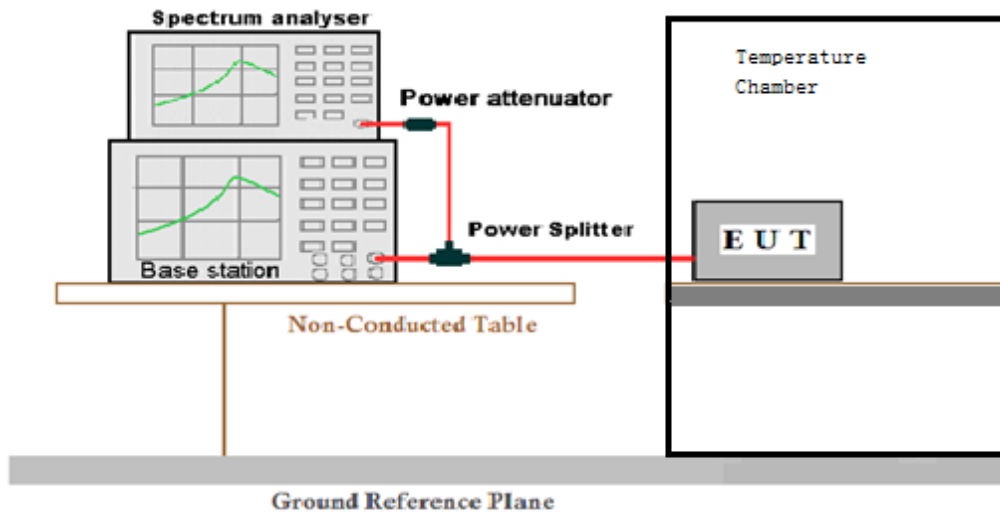 Spectrum analyser
Temperature
Chamber
Power attenuator
Power Splitter
E U T
Base station
Non-Conducted Table
Ground Reference Plane